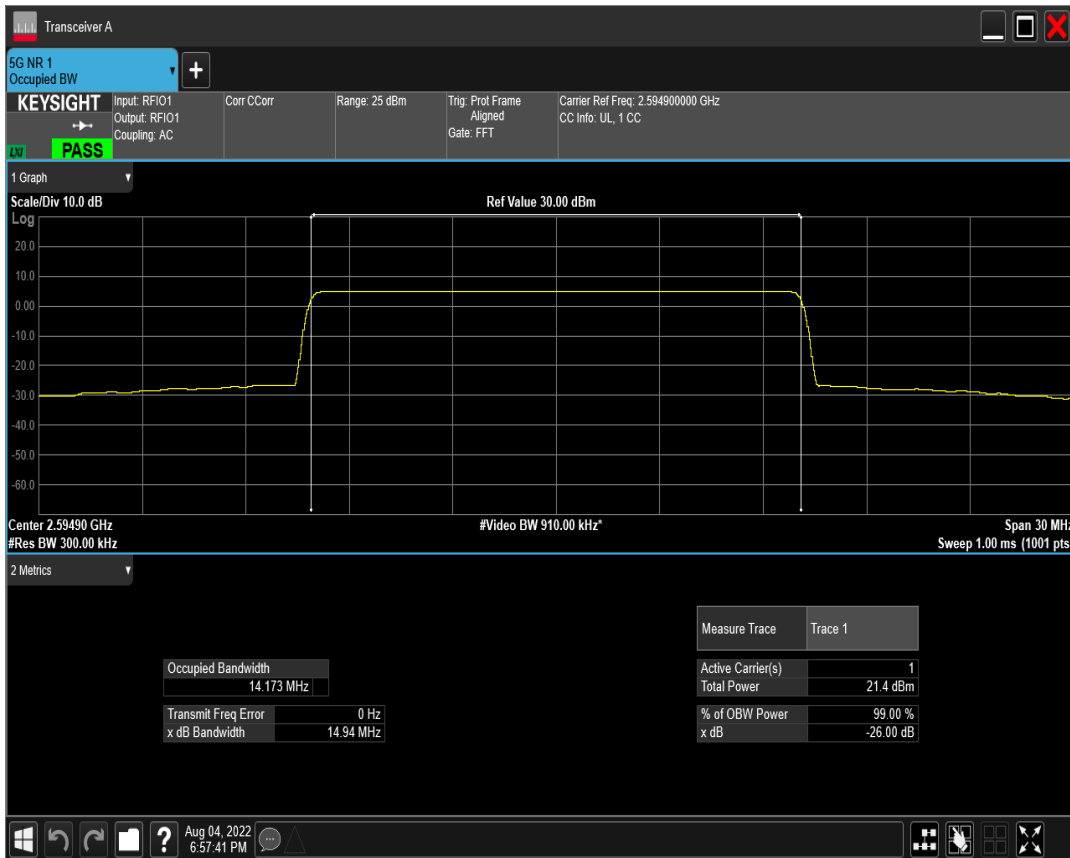 Transceiver A
5G NR 1
Occupied BW
+
KEYSIGHT
LXI
PASS
Input: RFIO1
Output: RFIO1
Coupling: AC
Corr CCorr
Range: 25 dBm
Trig: Prot Frame
Aligned
Gate: FFT
Carrier Ref Freq: 2.594900000 GHz
CC Info: UL, 1 CC
1 Graph
Scale/Div 10.0 dB
Ref Value 30.00 dBm
Log
20.0
10.0
0.00
-10.0
-20.0
-30.0
-40.0
-50.0
-60.0
Center 2.59490 GHz
#Video BW 910.00 kHz*
Span 30 MHz
#Res BW 300.00 kHz
Sweep 1.00 ms (1001 pts
2 Metrics
Measure Trace Trace 1
Occupied Bandwidth
14.173 MHz
Active Carrier(s) 1
Total Power 21.4 dBm
Transmit Freq Error 0 Hz
x dB Bandwidth 14.94 MHz
% of OBW Power 99.00 %
x dB -26.00 dB
?
Aug 04, 2022
6:57:41 PM